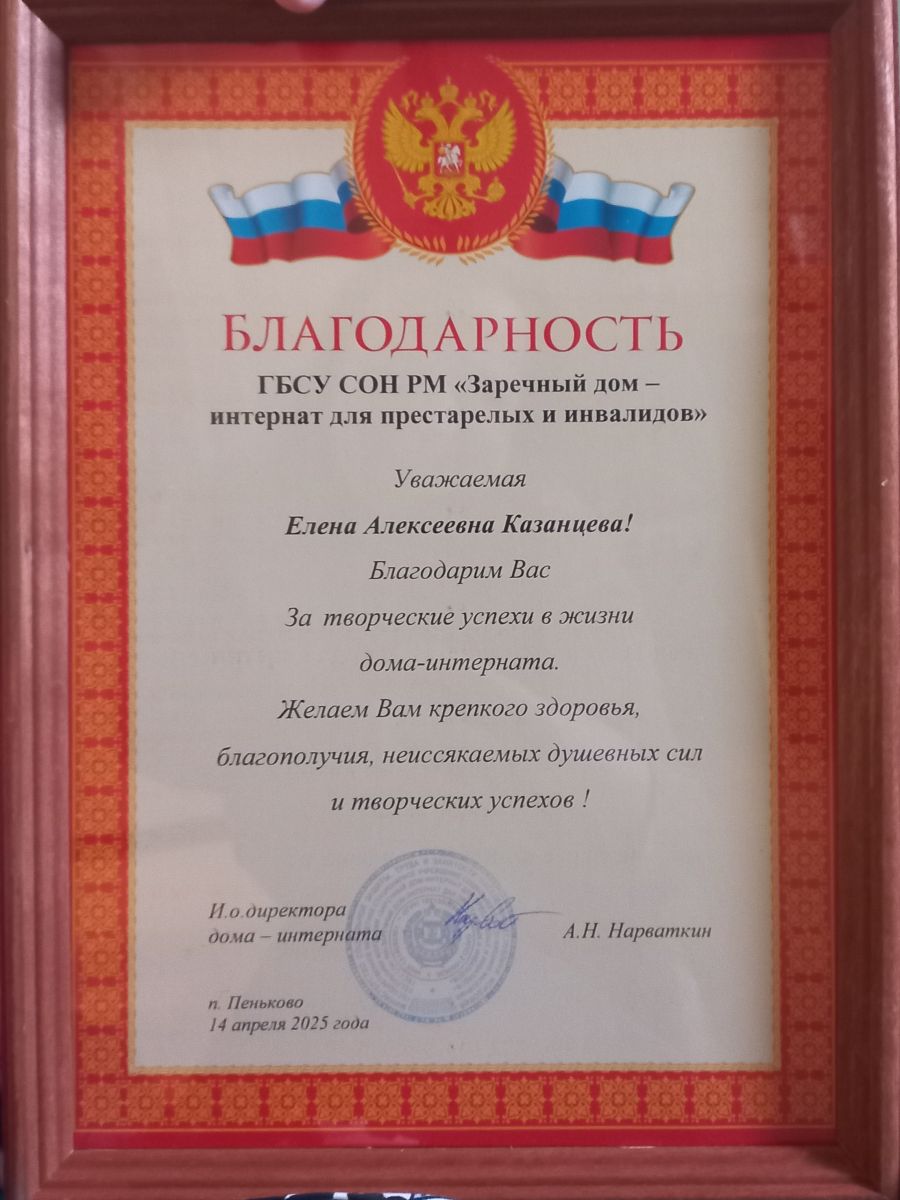 БЛАГОДАРНОСТЬ
ГБСУ СОН РМ «Заречный дом –
интернат для престарелых и инвалидов»
Уважаемая
Елена Алексеевна Казанцева!
Благодарим Вас
За творческие успехи в жизни
дома-интерната.
Желаем Вам крепкого здоровья,
благополучия, неиссякаемых душевных сил
и творческих успехов !
И.о.директора
дома – интерната
А.Н. Нарваткин
п. Пеньково
14 апреля 2025 года